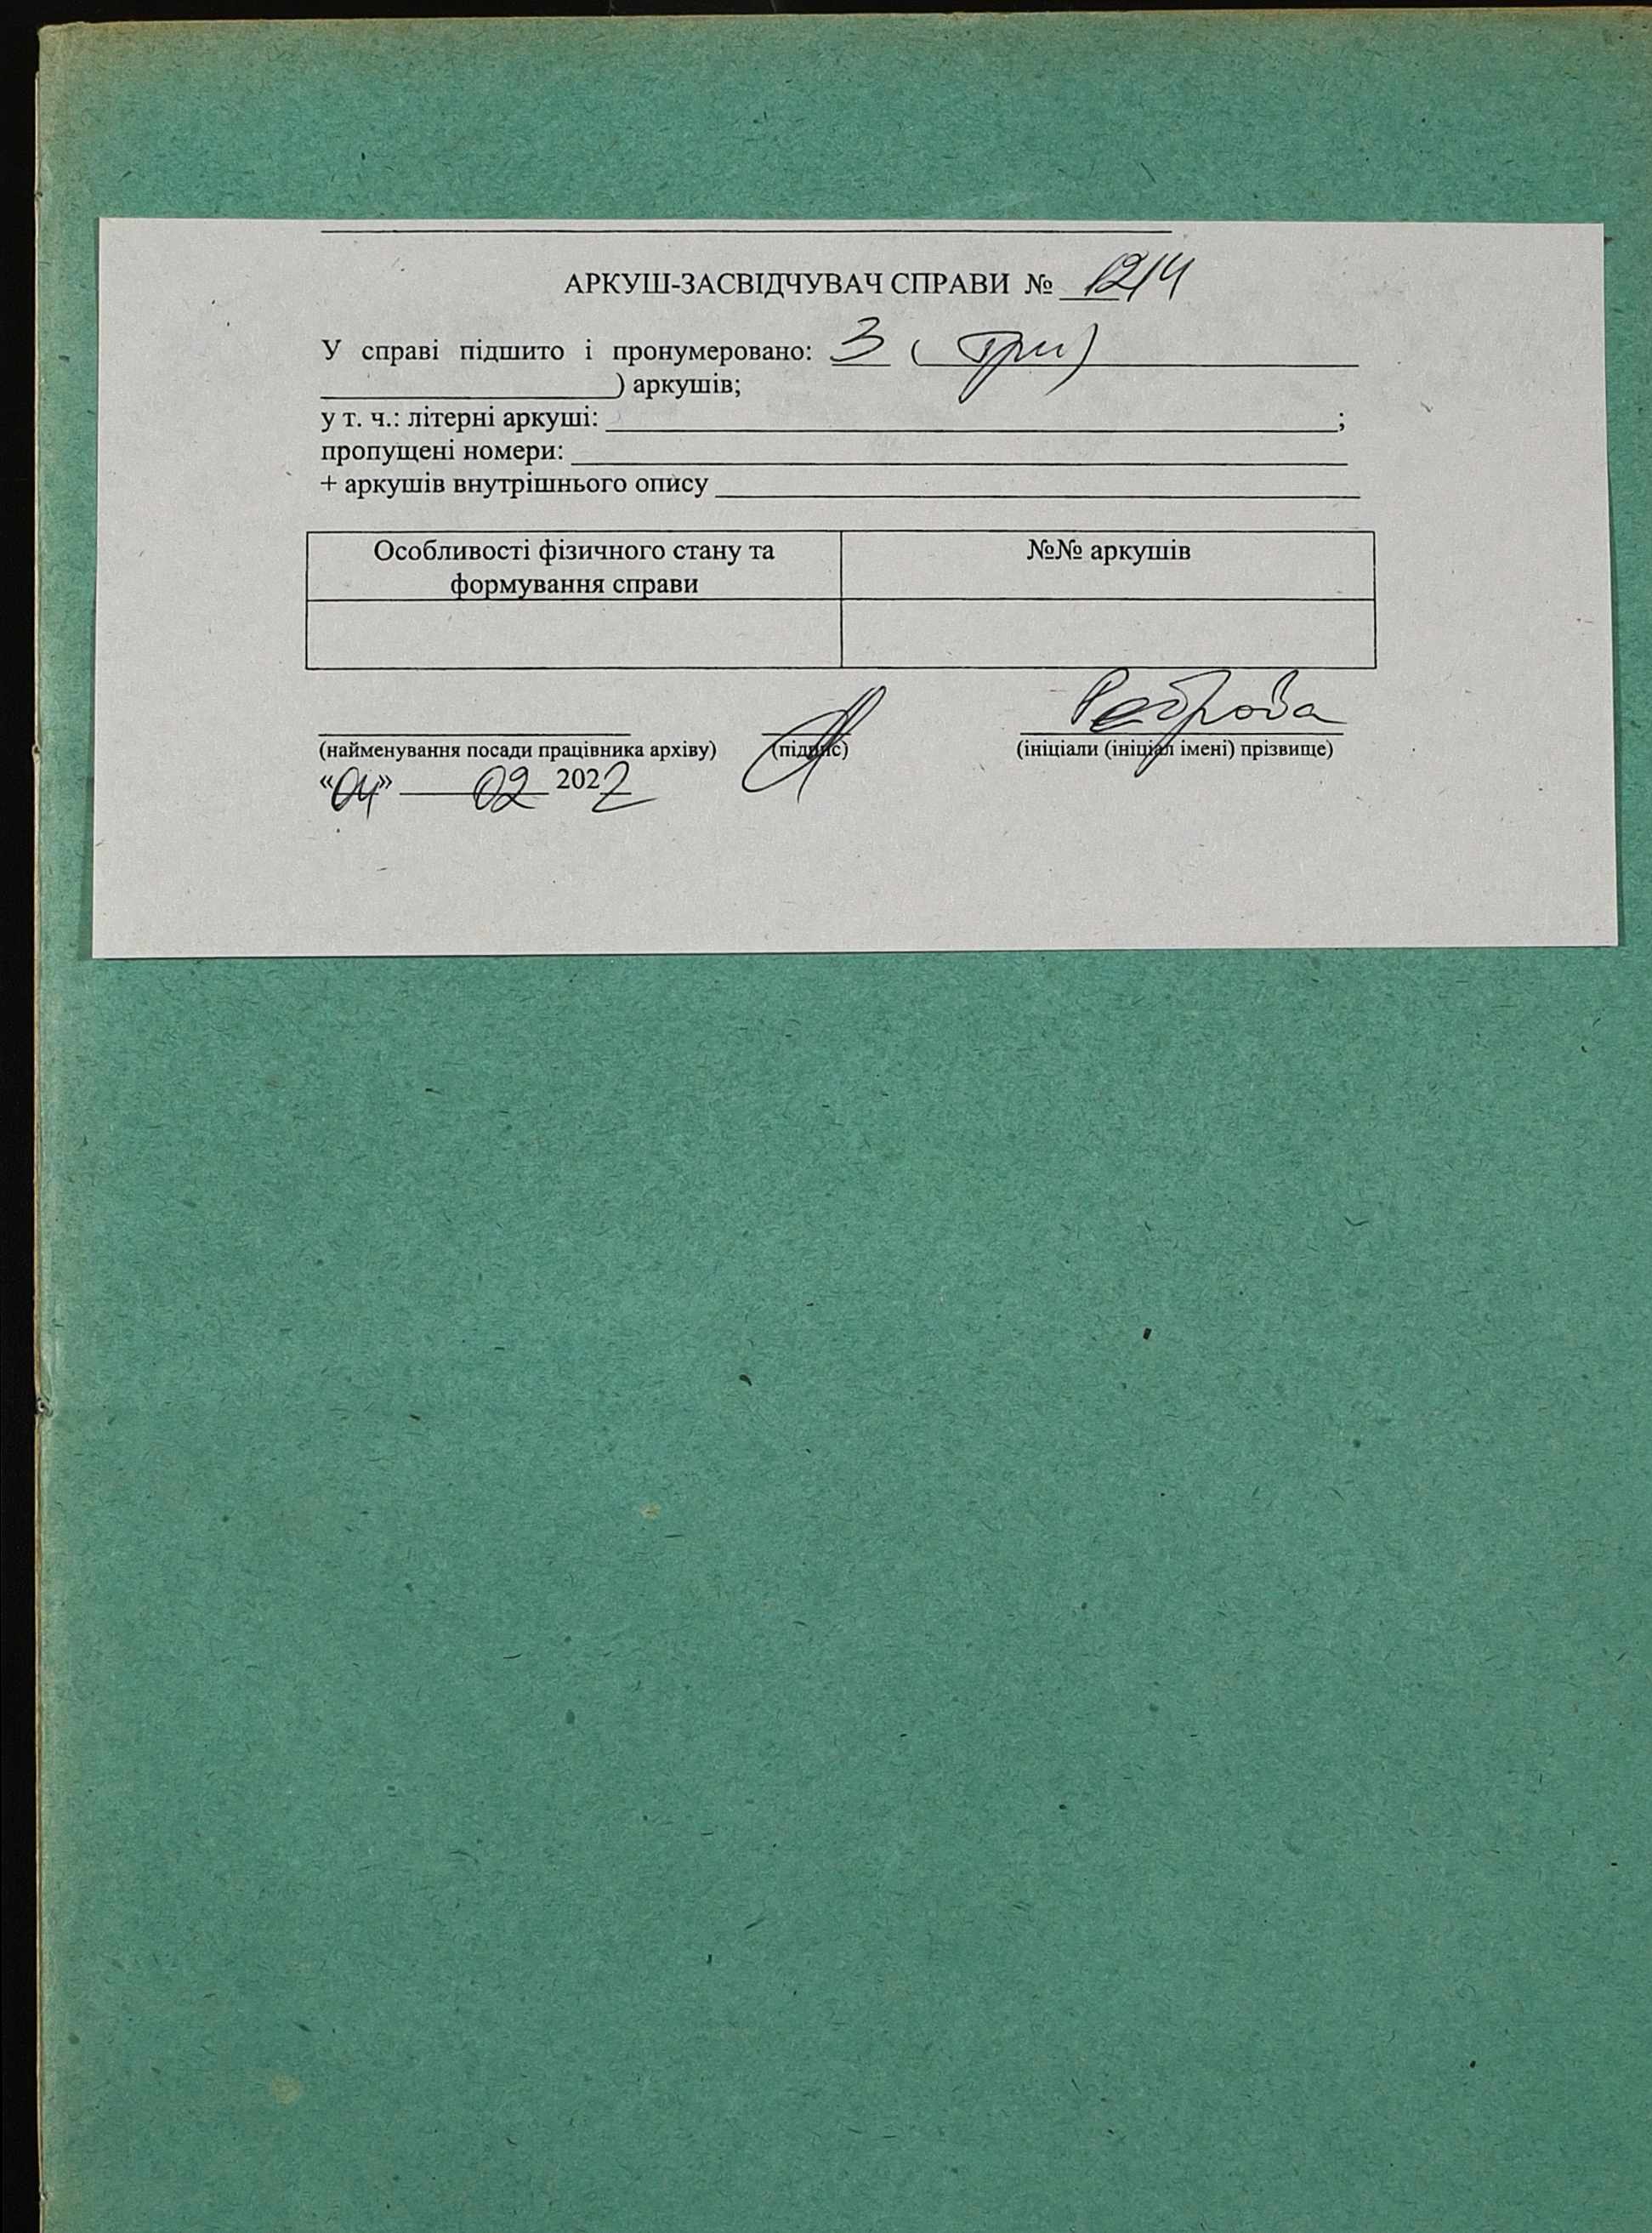 АРКУШ-ЗАСВІДЧУВАЧ СПРАВИ № 1214
У справі підшито і пронумеровано: 3 ( три)
) аркушів;
у т. ч.: літерні аркуші: ;
пропущені номери:
+ аркушів внутрішнього опису
Особливості фізичного стану та формування справи
№№ аркушів
Реброва
(найменування посади працівника архіву) (підпис) (ініціали (ініціал імені) прізвище)
«04» 02 2022